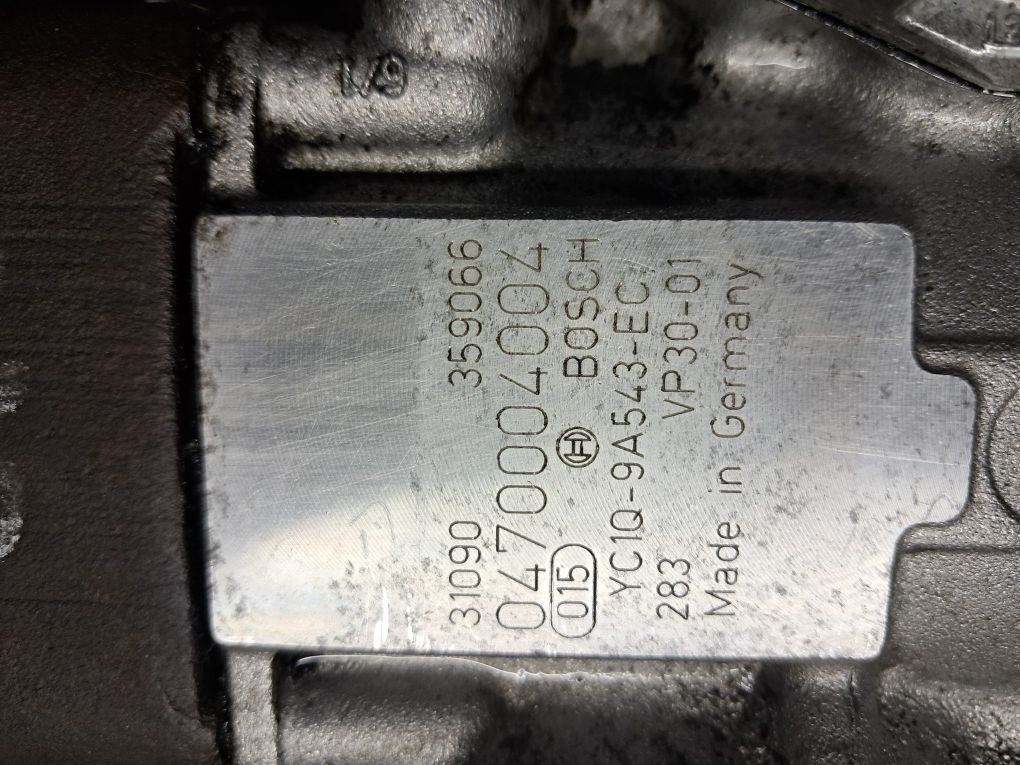 31090 359066
0470004004
015 BOSCH
YC1Q-9A543-EC
283 VP30-01
Made in Germany